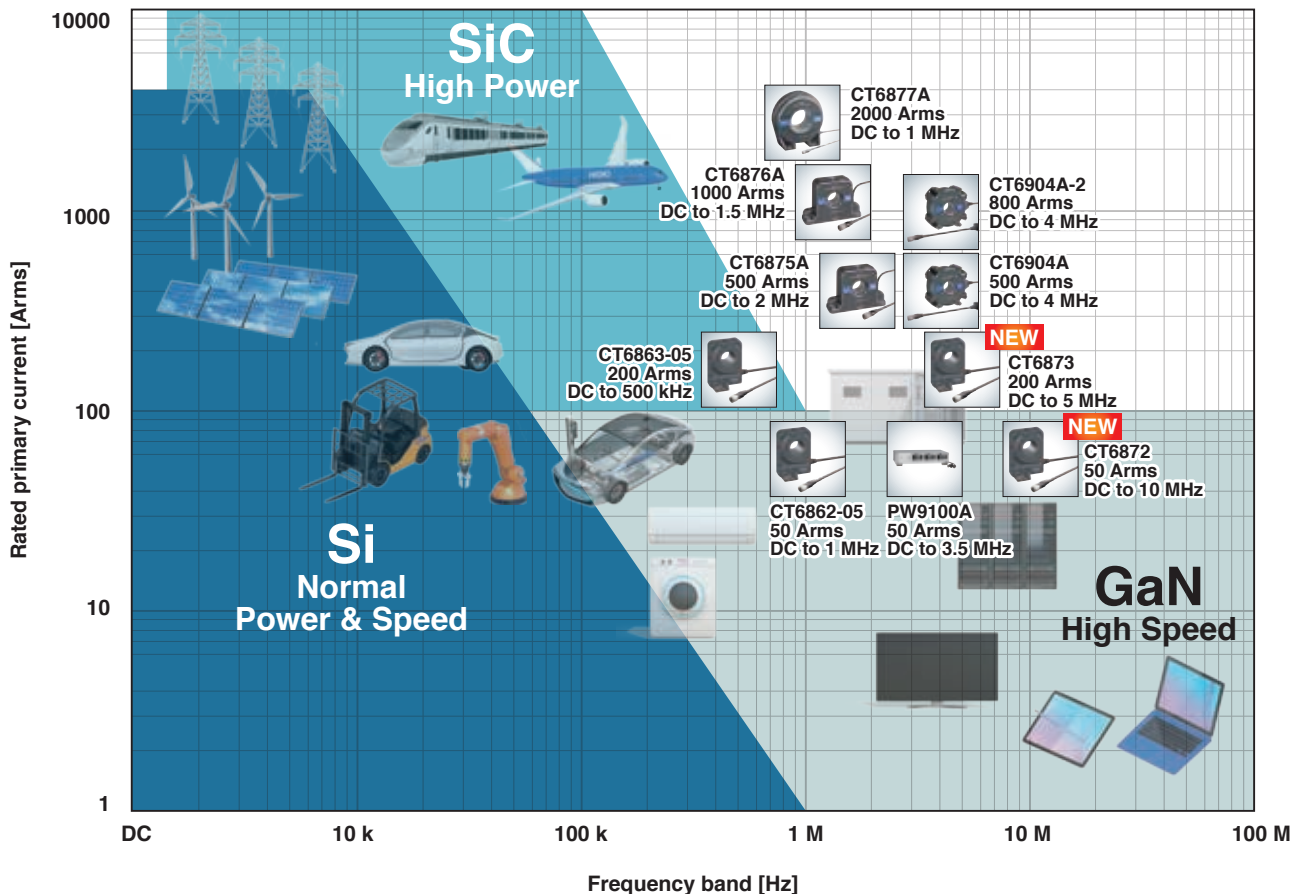 10000
1000
100
10
1
Rated primary current [Arms]
SiC
High Power
CT6877A
2000 Arms
DC to 1 MHz
CT6876A
1000 Arms
DC to 1.5 MHz
CT6904A-2
800 Arms
DC to 4 MHz
CT6875A
500 Arms
DC to 2 MHz
CT6904A
500 Arms
DC to 4 MHz
CT6863-05
200 Arms
DC to 500 kHz
NEW
CT6873
200 Arms
DC to 5 MHz
NEW
CT6872
50 Arms
DC to 10 MHz
CT6862-05
50 Arms
DC to 1 MHz
PW9100A
50 Arms
DC to 3.5 MHz
Si
Normal
Power & Speed
GaN
High Speed
DC
10 k
100 k
1 M
10 M
100 M
Frequency band [Hz]